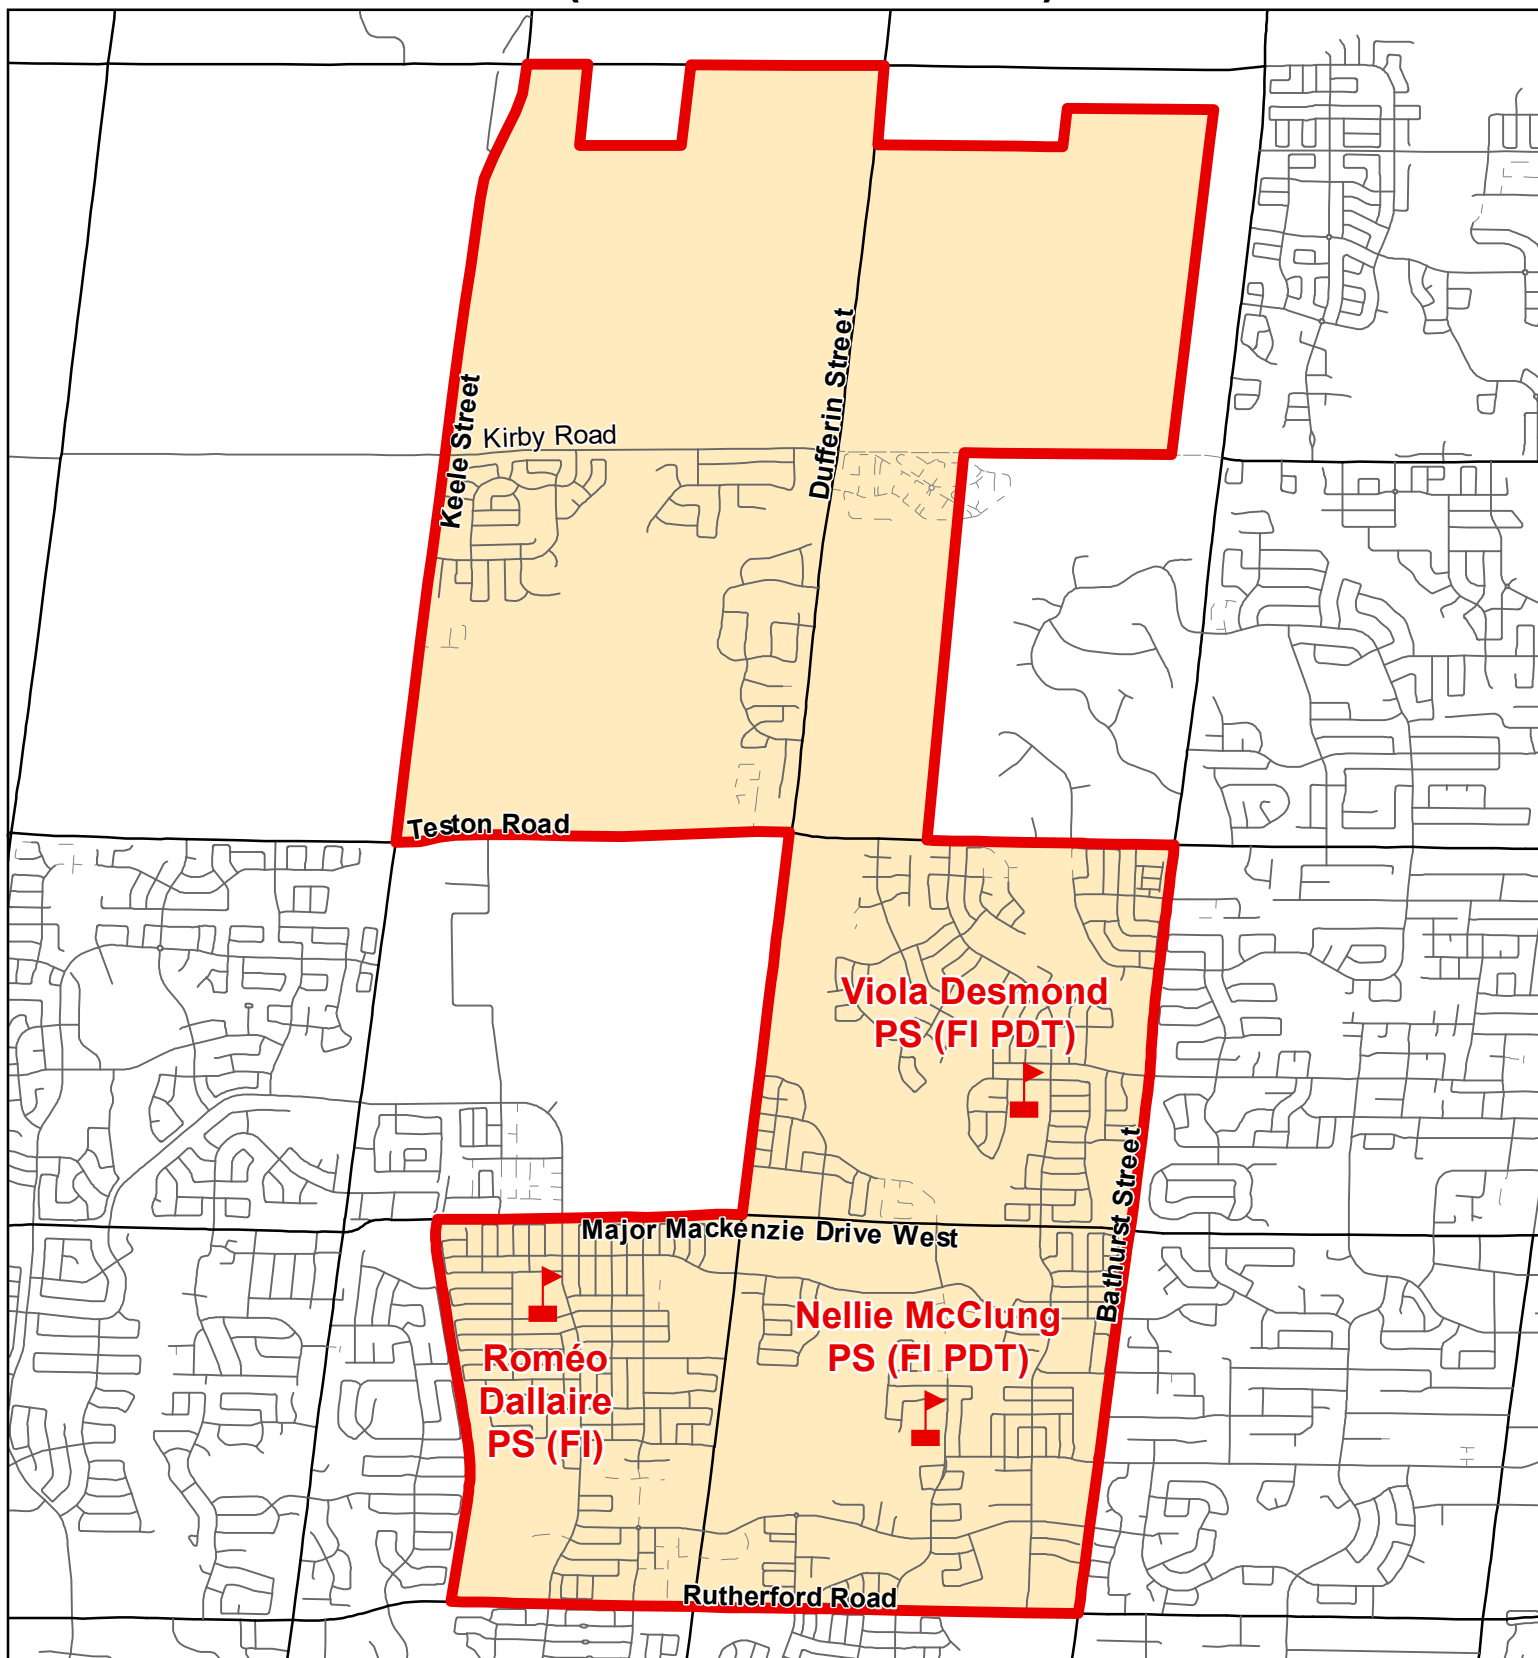 Keele Street
Kirby Road
Dufferin Street
Teston Road
Viola Desmond
PS (FI PDT)
Bathurst Street
Major Mackenzie Drive West
Nellie McClung
PS (FI PDT)
Roméo
Dallaire
PS (FI)
Rutherford Road